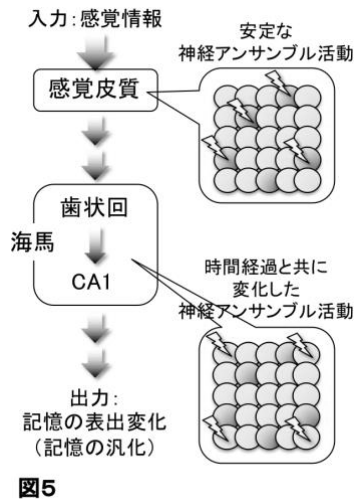 入力：感覚情報
感覚皮質
安定な
神経アンサンブル活動
歯状回
海馬
CA1
時間経過と共に
変化した
神経アンサンブル活動
出力：
記憶の表出変化
（記憶の汎化）
図5